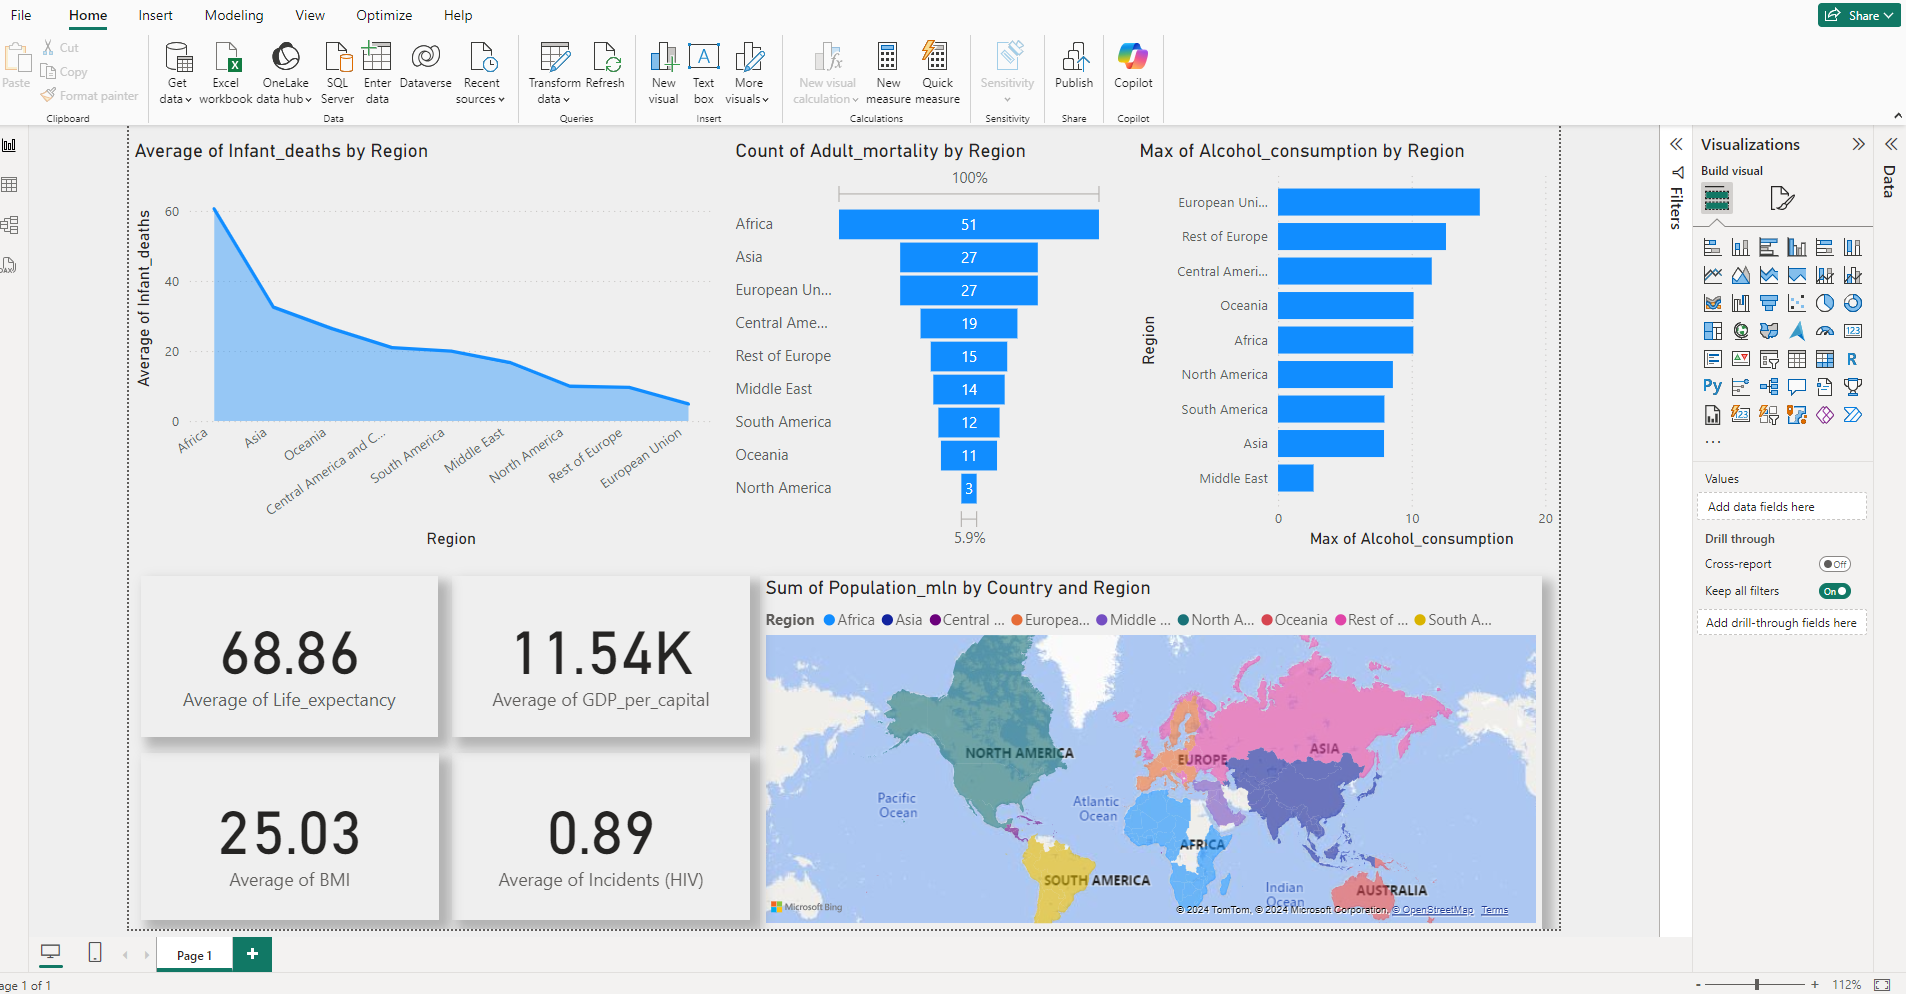 File Home Insert Modeling View Optimize Help
Share
Paste
Cut
Copy
Format painter
Clipboard
Get data
Excel workbook
OneLake data hub
SQL Server
Enter data
Dataverse
Recent sources
Data
Transform data
Refresh
Queries
New visual
Text box
More visuals
Insert
New visual calculation
New measure
Quick measure
Calculations
Sensitivity
Sensitivity
Publish
Share
Copilot
Copilot
Average of Infant_deaths by Region
Average of Infant_deaths
60
40
20
0
Africa
Asia
Oceania
Central America and C...
South America
Middle East
North America
Rest of Europe
European Union
Region
Count of Adult_mortality by Region
100%
Africa 51
Asia 27
European Un... 27
Central Ame... 19
Rest of Europe 15
Middle East 14
South America 12
Oceania 11
North America 3
5.9%
Max of Alcohol_consumption by Region
Region
European Uni...
Rest of Europe
Central Ameri...
Oceania
Africa
North America
South America
Asia
Middle East
0 10 20
Max of Alcohol_consumption
68.86
Average of Life_expectancy
11.54K
Average of GDP_per_capital
25.03
Average of BMI
0.89
Average of Incidents (HIV)
Sum of Population_mln by Country and Region
Region Africa Asia Central ... Europea... Middle ... North A... Oceania Rest of ... South A...
NORTH AMERICA
EUROPE
ASIA
Pacific
Ocean
Atlantic
Ocean
AFRICA
SOUTH AMERICA
Indian
Ocean
AUSTRALIA
Microsoft Bing
© 2024 TomTom, © 2024 Microsoft Corporation, © OpenStreetMap Terms
Filters
Visualizations
Build visual
123
R
Py
123
...
Values
Add data fields here
Drill through
Cross-report Off
Keep all filters On
Add drill-through fields here
Data
Page 1
age 1 of 1
- + 112%